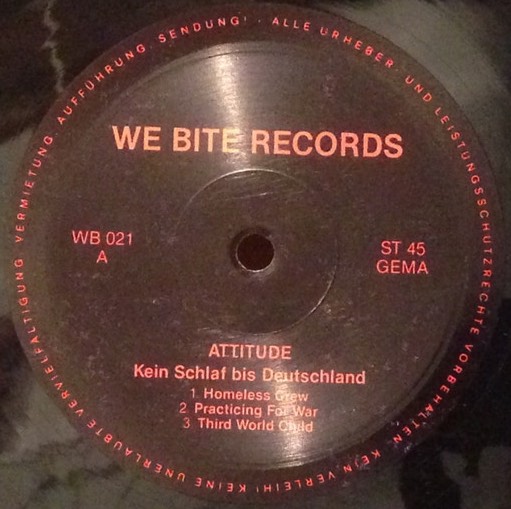 ALLE URHEBER- UND LEISTUNGSSCHUTZRECHTE VORBEHALTEN. KEIN VERLEIH! KEINE UNERLAUBTE VERVIELFÄLTIGUNG, VERMIETUNG, AUFFÜHRUNG, SENDUNG! ·
WE BITE RECORDS
WB 021
A
ST 45
GEMA
ATTITUDE
Kein Schlaf bis Deutschland
1 Homeless Crew
2 Practicing For War
3 Third World Child